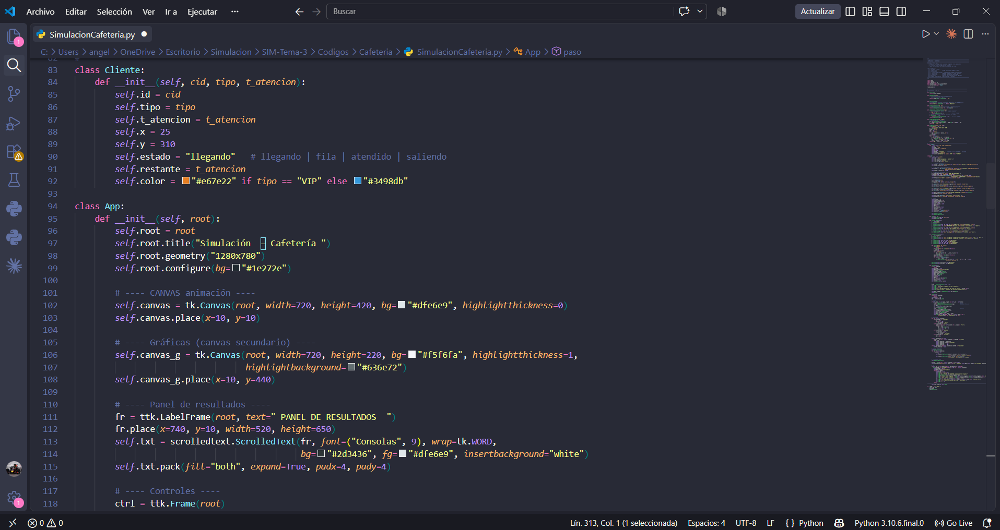 Archivo Editar Selección Ver Ir a Ejecutar ··· Buscar Actualizar
SimulacionCafeteria.py
C: > Users > angel > OneDrive > Escritorio > Simulacion > SIM-Tema-3 > Codigos > Cafeteria > SimulacionCafeteria.py > App > paso
82 #
83 class Cliente:
84 def __init__(self, cid, tipo, t_atencion):
85 self.id = cid
86 self.tipo = tipo
87 self.t_atencion = t_atencion
88 self.x = 25
89 self.y = 310
90 self.estado = "llegando" # llegando | fila | atendido | saliendo
91 self.restante = t_atencion
92 self.color = "#e67e22" if tipo == "VIP" else "#3498db"
93
94 class App:
95 def __init__(self, root):
96 self.root = root
97 self.root.title("Simulación – Cafetería ")
98 self.root.geometry("1280x780")
99 self.root.configure(bg="#1e272e")
100
101 # ---- CANVAS animación ----
102 self.canvas = tk.Canvas(root, width=720, height=420, bg="#dfe6e9", highlightthickness=0)
103 self.canvas.place(x=10, y=10)
104
105 # ---- Gráficas (canvas secundario) ----
106 self.canvas_g = tk.Canvas(root, width=720, height=220, bg="#f5f6fa", highlightthickness=1,
107 highlightbackground="#636e72")
108 self.canvas_g.place(x=10, y=440)
109
110 # ---- Panel de resultados ----
111 fr = ttk.LabelFrame(root, text=" PANEL DE RESULTADOS  ")
112 fr.place(x=740, y=10, width=520, height=650)
113 self.txt = scrolledtext.ScrolledText(fr, font=("Consolas", 9), wrap=tk.WORD,
114 bg="#2d3436", fg="#dfe6e9", insertbackground="white")
115 self.txt.pack(fill="both", expand=True, padx=4, pady=4)
116
117 # ---- Controles ----
118 ctrl = ttk.Frame(root)
1
1
0 0 Lín. 313, Col. 1 (1 seleccionada) Espacios: 4 UTF-8 LF { } Python Python 3.10.6.final.0 Go Live